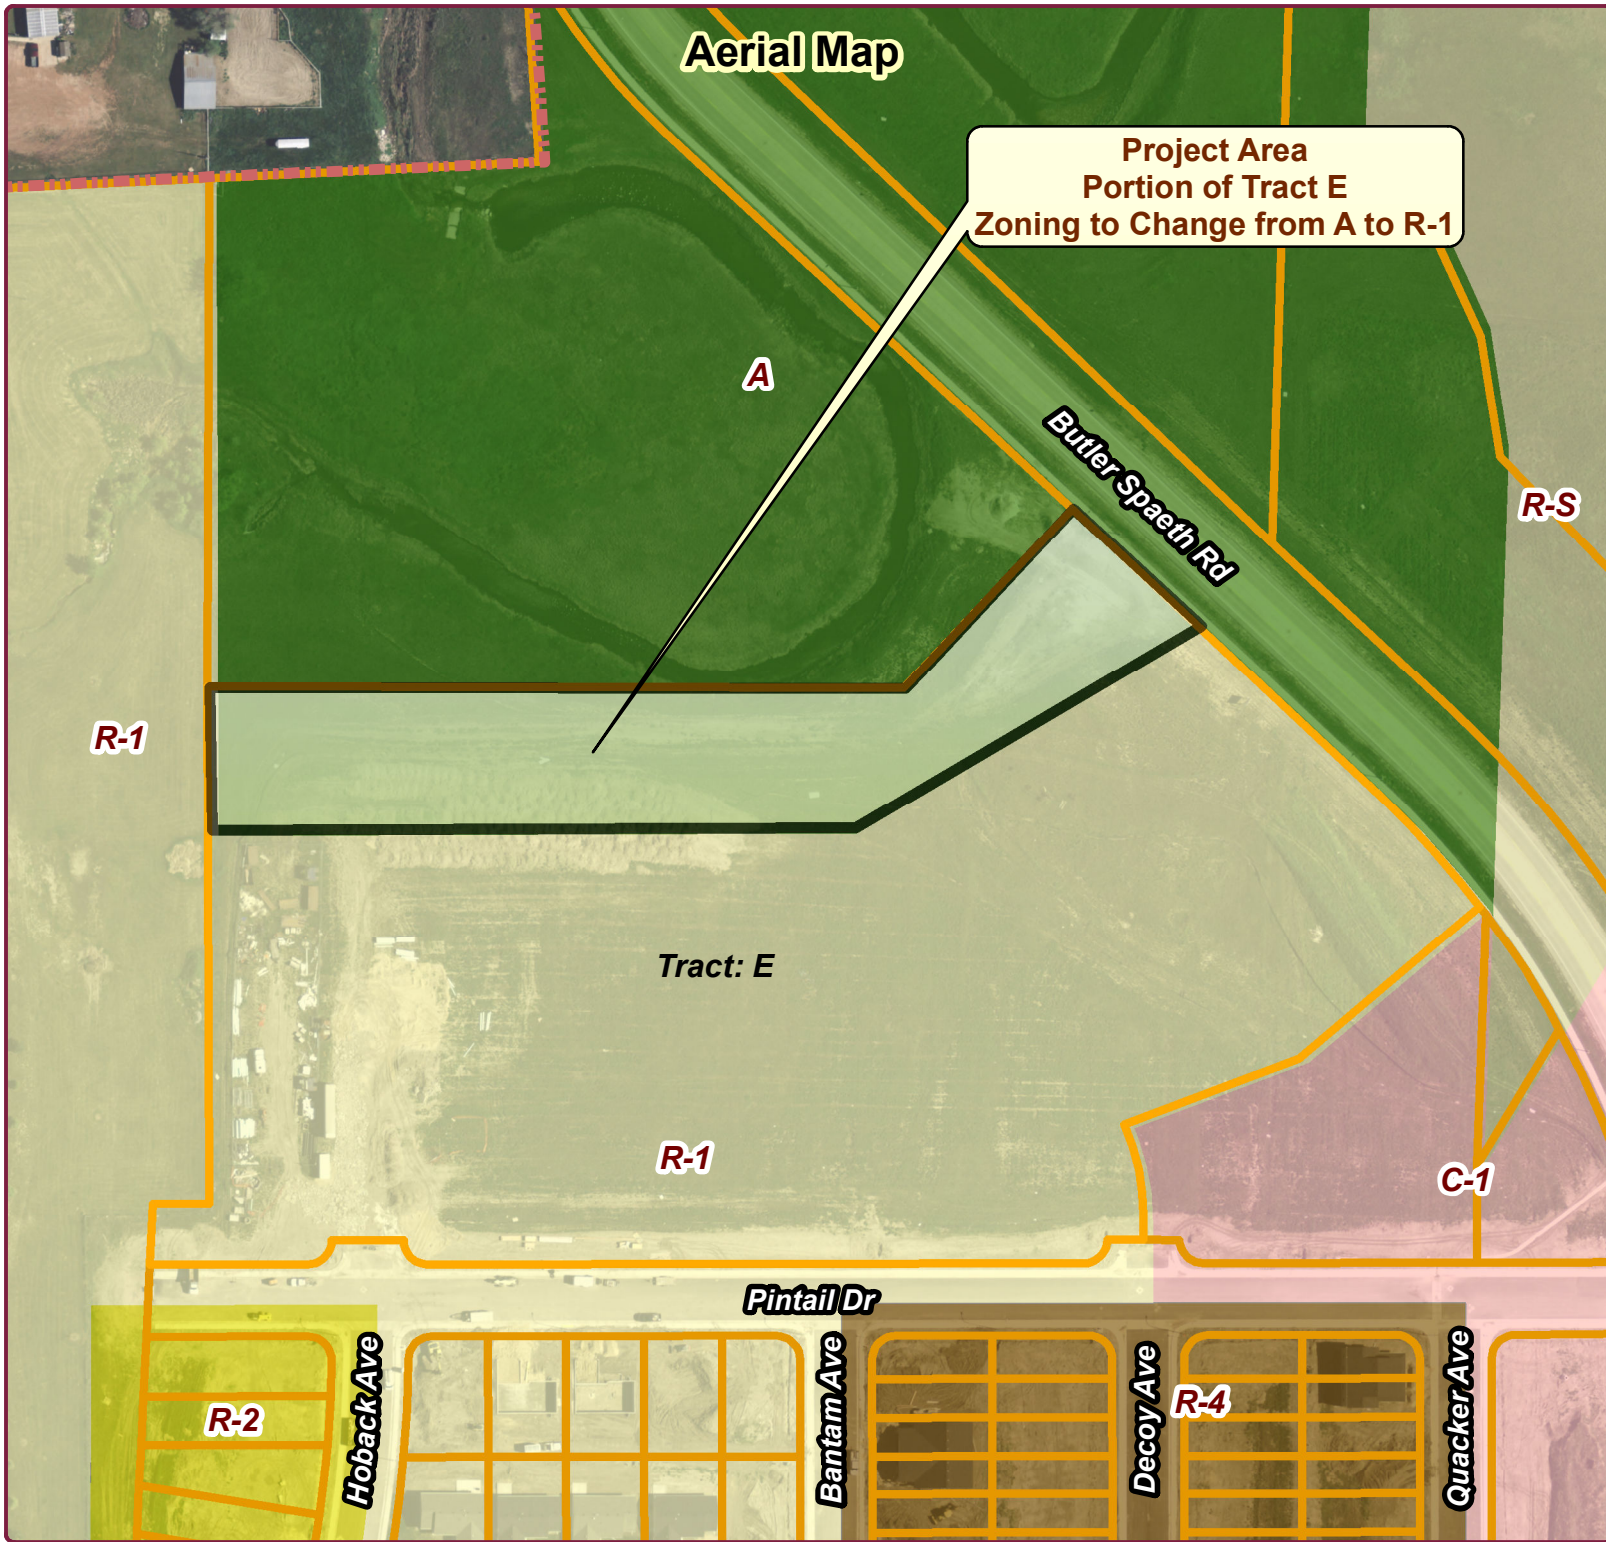 Aerial Map
Project Area
Portion of Tract E
Zoning to Change from A to R-1
A
Butler Spaeth Rd
R-S
R-1
Tract: E
R-1
C-1
Pintail Dr
Hoback Ave
Bantam Ave
Decoy Ave
Quacker Ave
R-2
R-4